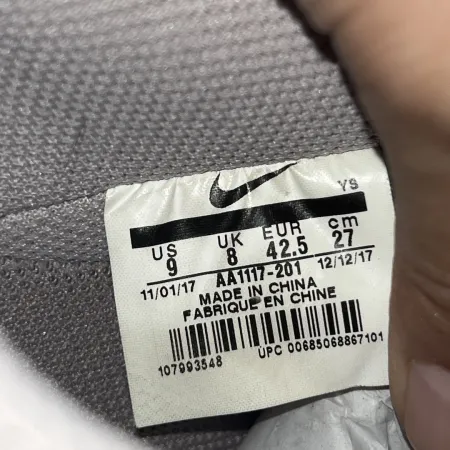 YS
US UK EUR cm
9 8 42.5 27
11/01/17 AA1117-201 12/12/17
MADE IN CHINA
FABRIQUE EN CHINE
107993548 UPC 00685068867101